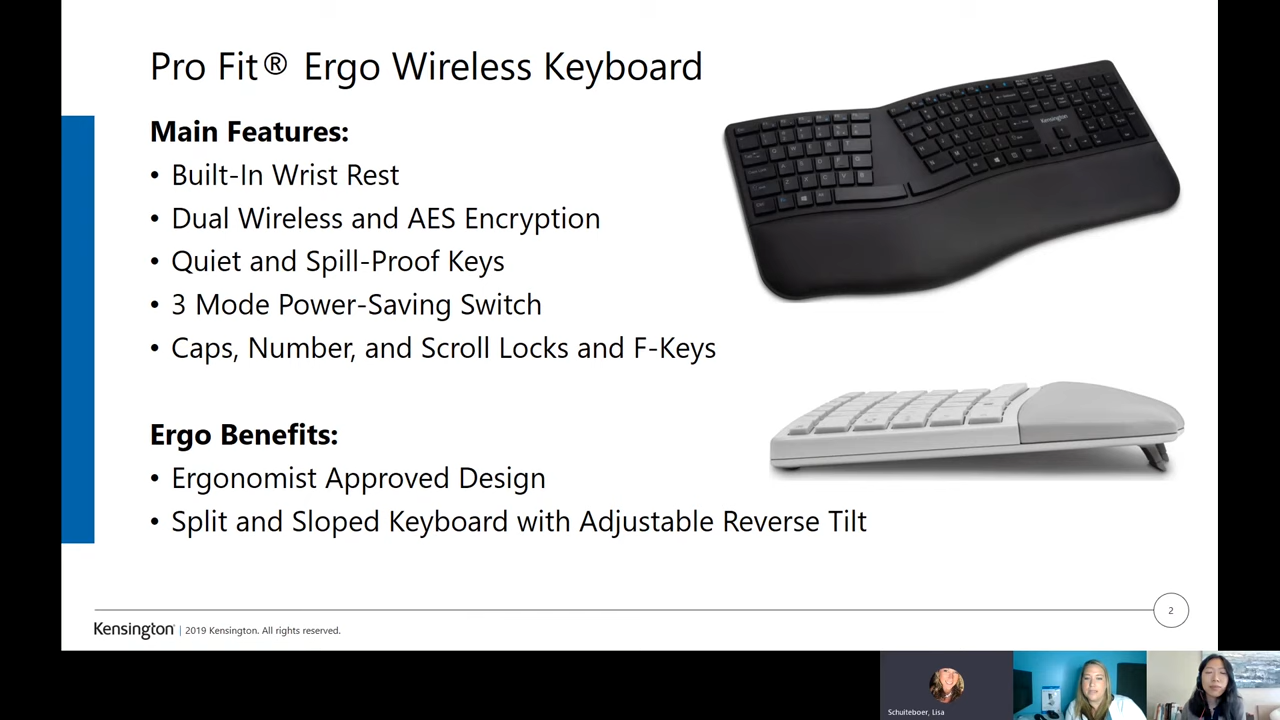 Pro Fit® Ergo Wireless Keyboard
Main Features:
• Built-In Wrist Rest
• Dual Wireless and AES Encryption
• Quiet and Spill-Proof Keys
• 3 Mode Power-Saving Switch
• Caps, Number, and Scroll Locks and F-Keys
Ergo Benefits:
• Ergonomist Approved Design
• Split and Sloped Keyboard with Adjustable Reverse Tilt
Kensington
Kensington | 2019 Kensington. All rights reserved.
2
Schuiteboer, Lisa